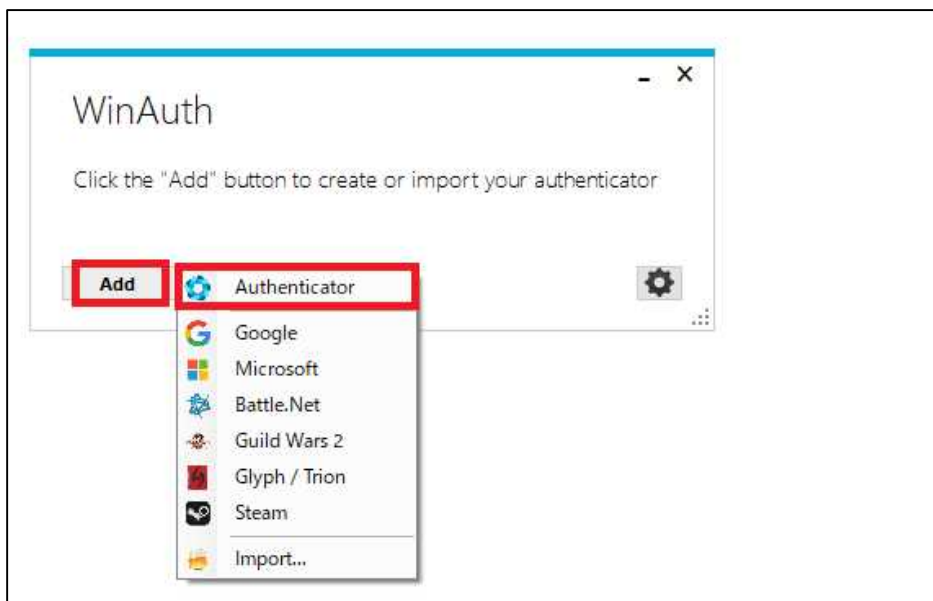 WinAuth
Click the "Add" button to create or import your authenticator
Add
Authenticator
Google
Microsoft
Battle.Net
Guild Wars 2
Glyph / Trion
Steam
Import...